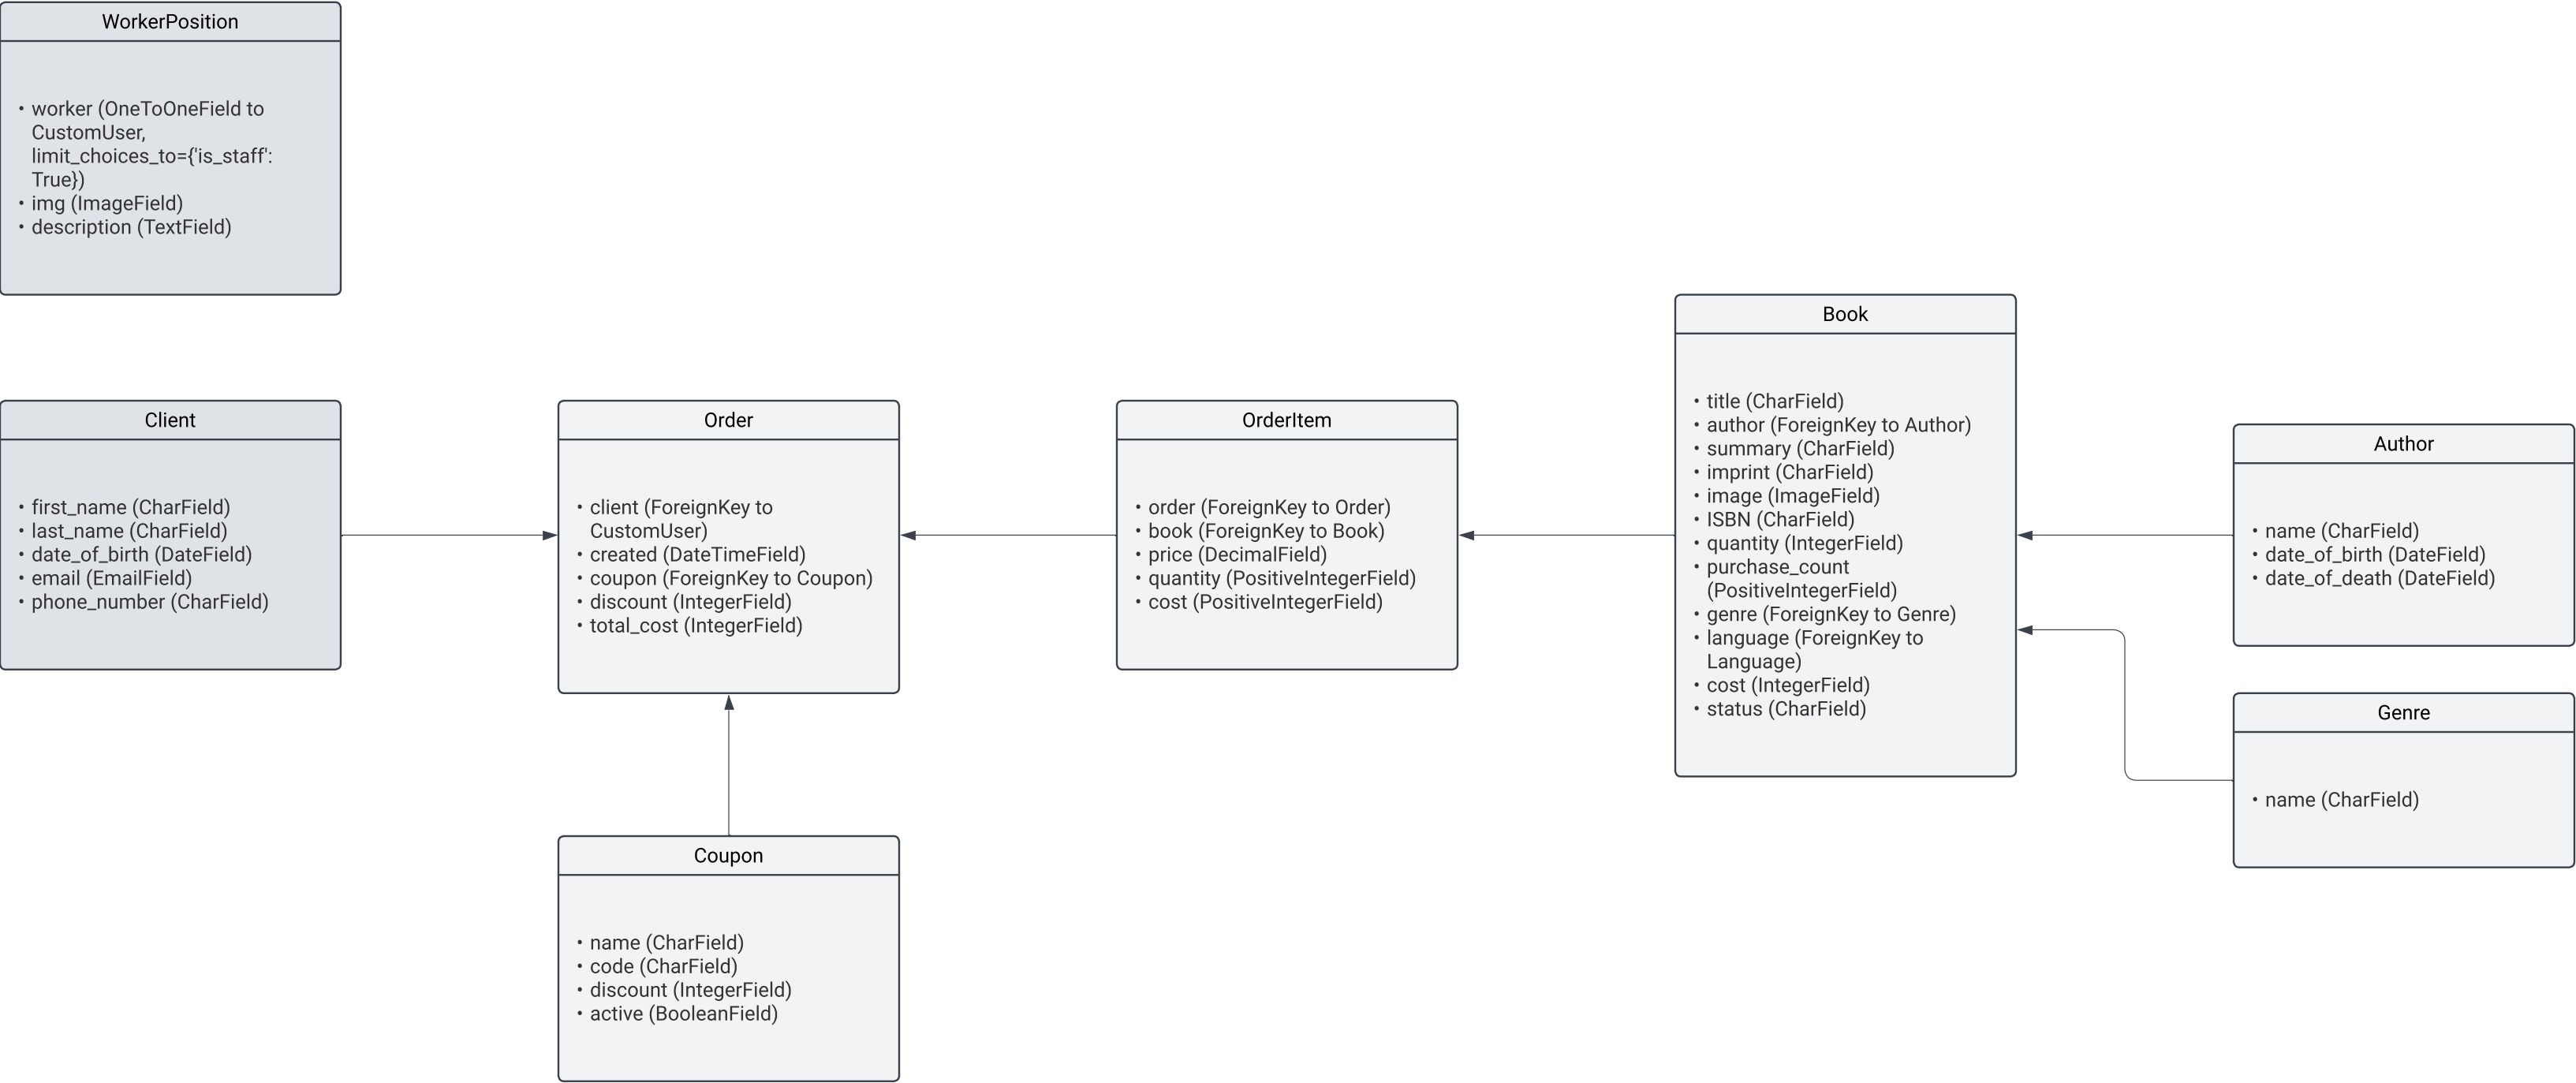 WorkerPosition
• worker (OneToOneField to
CustomUser,
limit_choices_to={'is_staff':
True})
• img (ImageField)
• description (TextField)
Client
• first_name (CharField)
• last_name (CharField)
• date_of_birth (DateField)
• email (EmailField)
• phone_number (CharField)
Order
• client (ForeignKey to
CustomUser)
• created (DateTimeField)
• coupon (ForeignKey to Coupon)
• discount (IntegerField)
• total_cost (IntegerField)
Coupon
• name (CharField)
• code (CharField)
• discount (IntegerField)
• active (BooleanField)
OrderItem
• order (ForeignKey to Order)
• book (ForeignKey to Book)
• price (DecimalField)
• quantity (PositiveIntegerField)
• cost (PositiveIntegerField)
Book
• title (CharField)
• author (ForeignKey to Author)
• summary (CharField)
• imprint (CharField)
• image (ImageField)
• ISBN (CharField)
• quantity (IntegerField)
• purchase_count
(PositiveIntegerField)
• genre (ForeignKey to Genre)
• language (ForeignKey to
Language)
• cost (IntegerField)
• status (CharField)
Author
• name (CharField)
• date_of_birth (DateField)
• date_of_death (DateField)
Genre
• name (CharField)